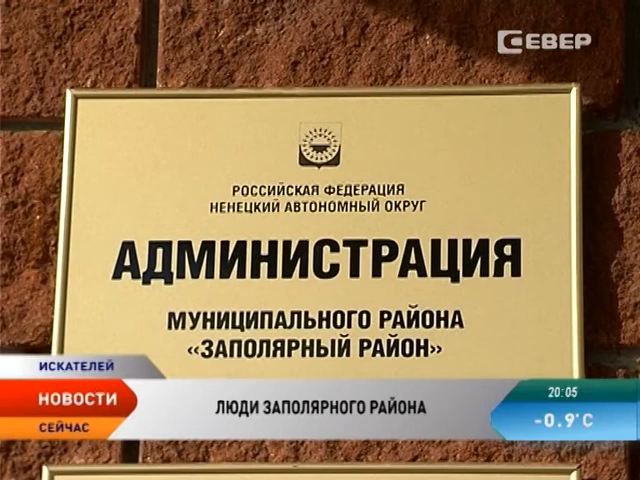 СЕВЕР
РОССИЙСКАЯ ФЕДЕРАЦИЯ
НЕНЕЦКИЙ АВТОНОМНЫЙ ОКРУГ
АДМИНИСТРАЦИЯ
МУНИЦИПАЛЬНОГО РАЙОНА
«ЗАПОЛЯРНЫЙ РАЙОН»
ИСКАТЕЛЕЙ
НОВОСТИ
СЕЙЧАС
ЛЮДИ ЗАПОЛЯРНОГО РАЙОНА
20:05
-0.9°C